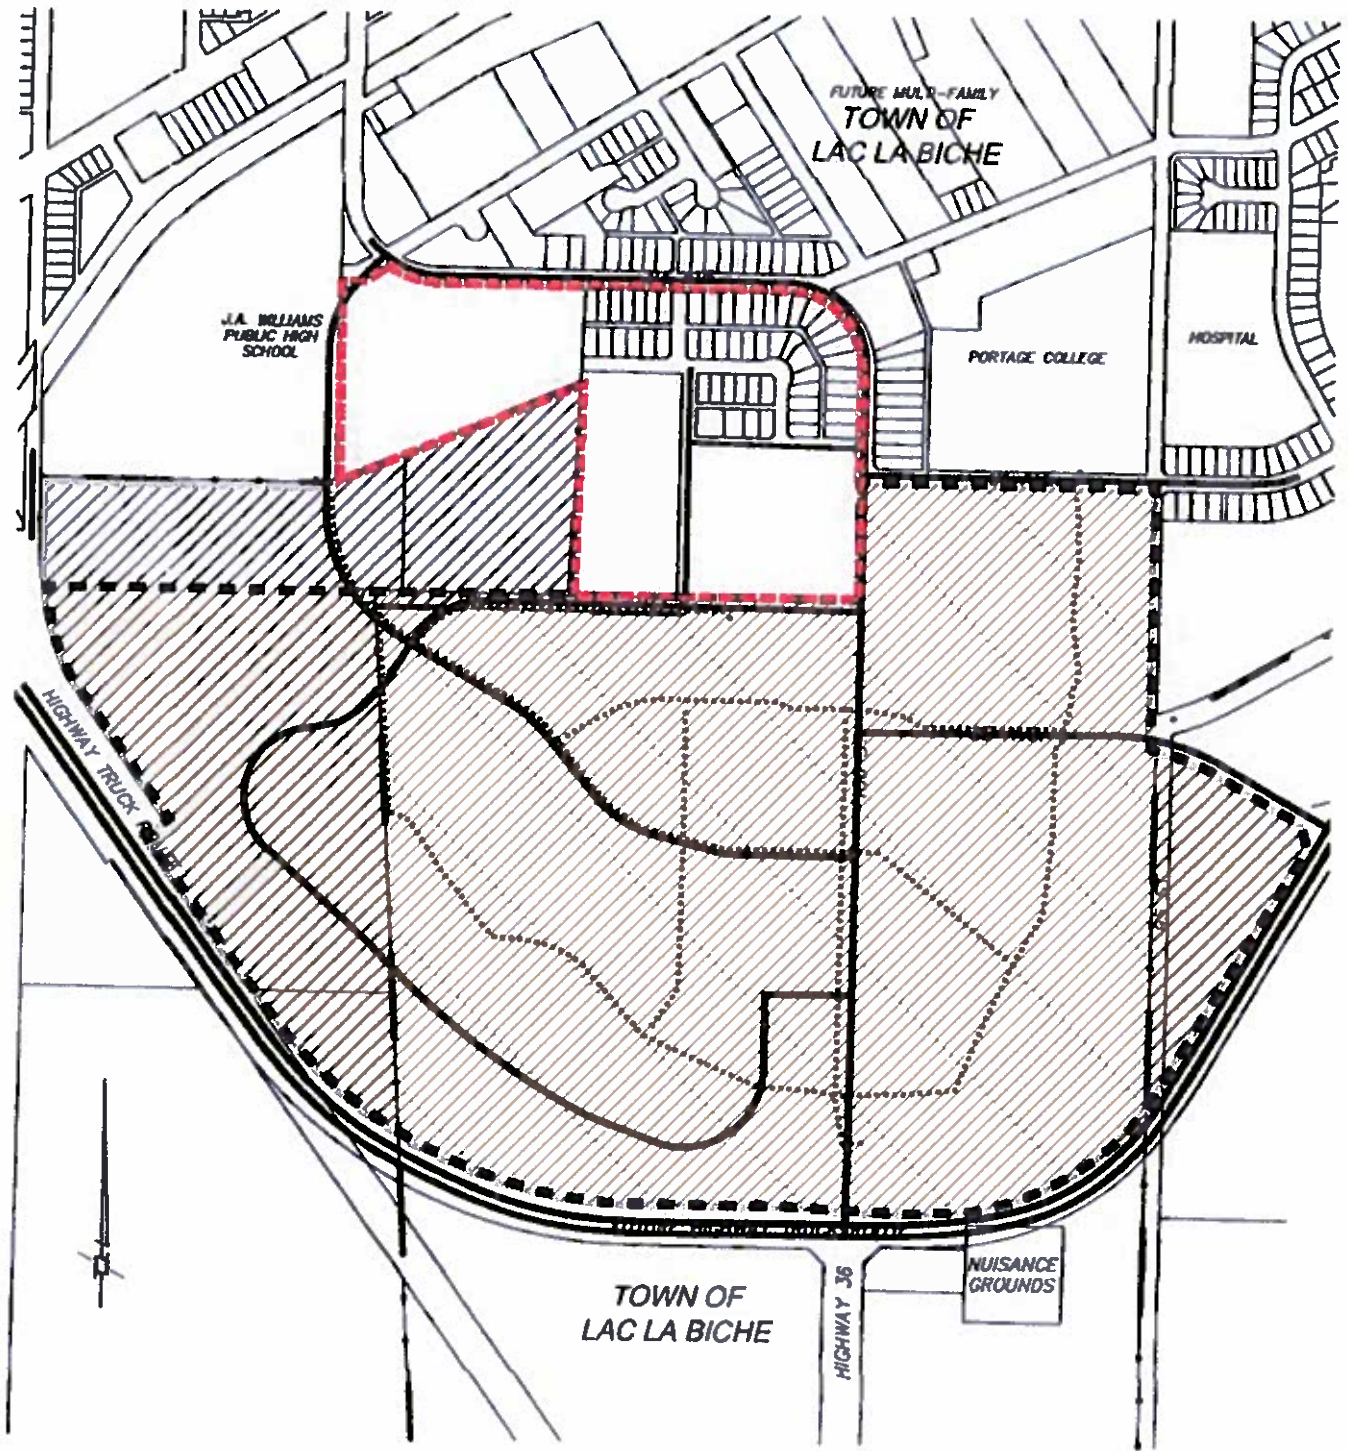 FUTURE MULTI-FAMILY
TOWN OF
LAC LA BICHE
J.A. WILLIAMS
PUBLIC HIGH
SCHOOL
PORTAGE COLLEGE
HOSPITAL
HIGHWAY TRUCK ROUTE
NUISANCE
GROUNDS
TOWN OF
LAC LA BICHE
HIGHWAY 36